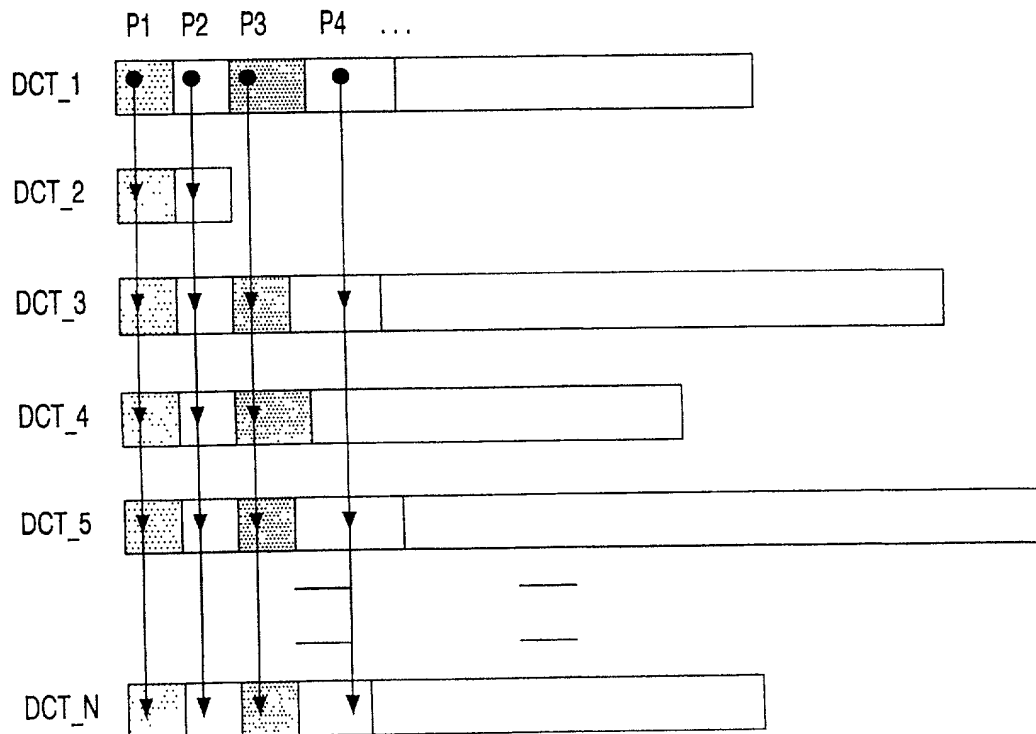 P1 P2 P3 P4 ...
DCT_1
DCT_2
DCT_3
DCT_4
DCT_5
DCT_N